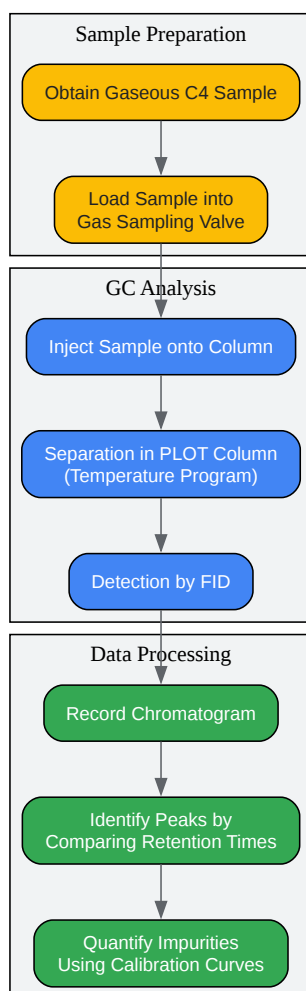 Sample Preparation
Obtain Gaseous C4 Sample
Load Sample into
Gas Sampling Valve
GC Analysis
Inject Sample onto Column
Separation in PLOT Column
(Temperature Program)
Detection by FID
Data Processing
Record Chromatogram
Identify Peaks by
Comparing Retention Times
Quantify Impurities
Using Calibration Curves